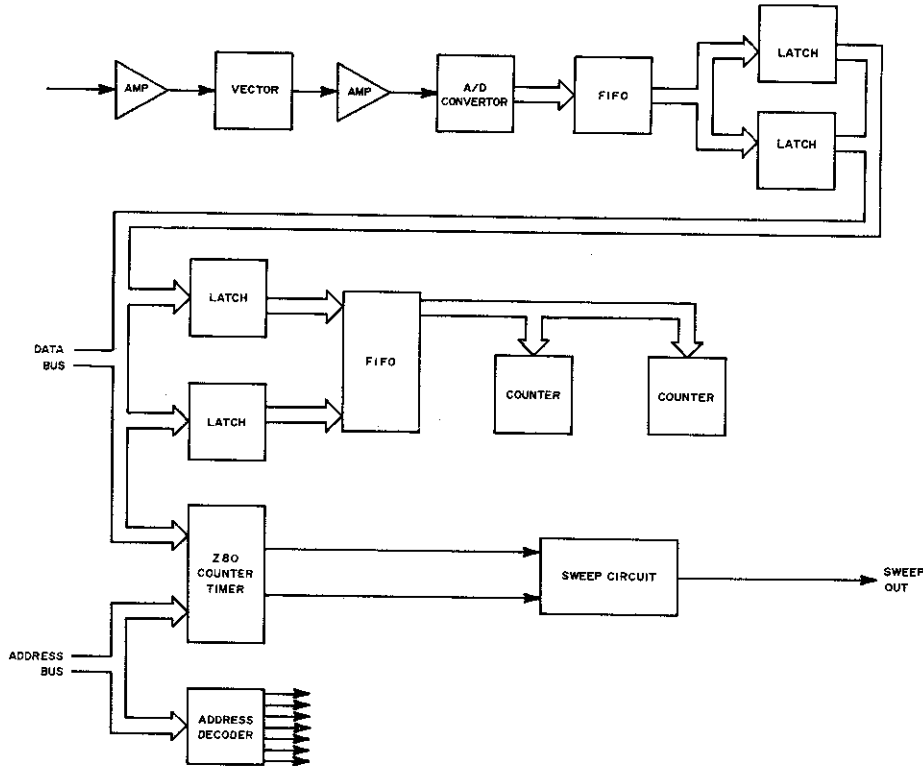 AMP
VECTOR
AMP
A/D
CONVERTOR
FIFO
LATCH
LATCH
LATCH
DATA
BUS
FIFO
LATCH
COUNTER
COUNTER
Z80
COUNTER
TIMER
SWEEP CIRCUIT
SWEEP
OUT
ADDRESS
BUS
ADDRESS
DECODER